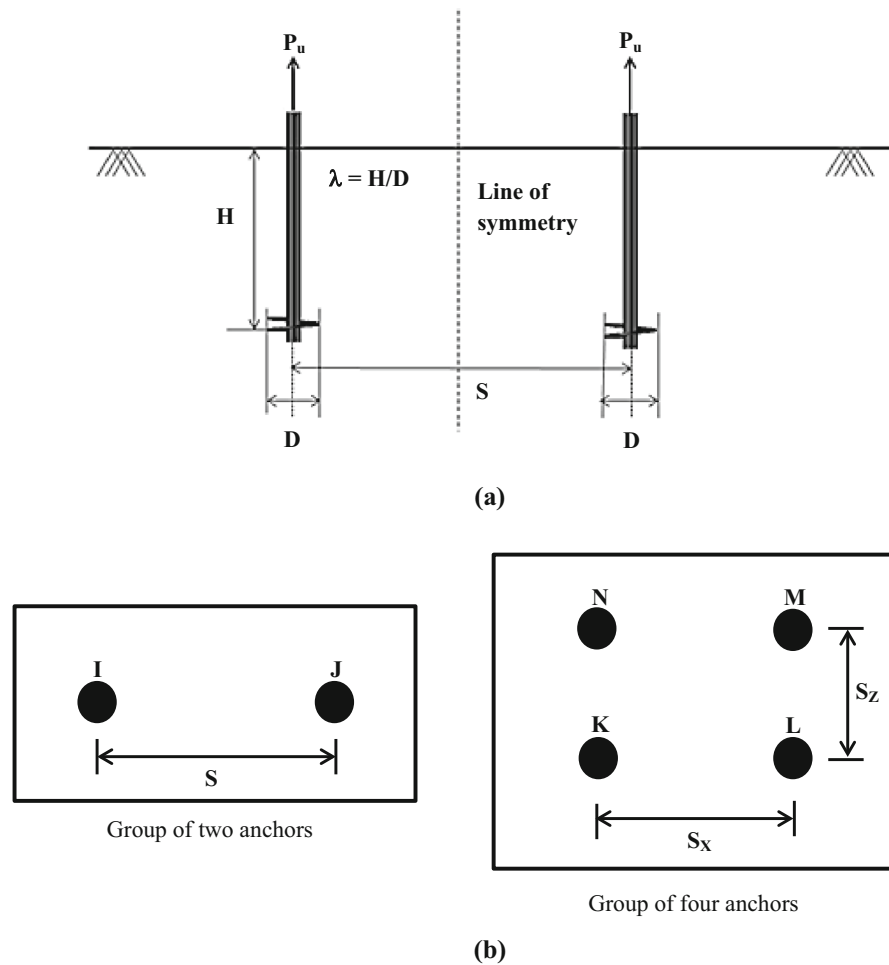 Pu Pu
λ = H/D
Line of
symmetry
H
S
D D
(a)
N M
I J
SZ
K L
S
SX
Group of two anchors
Group of four anchors
(b)